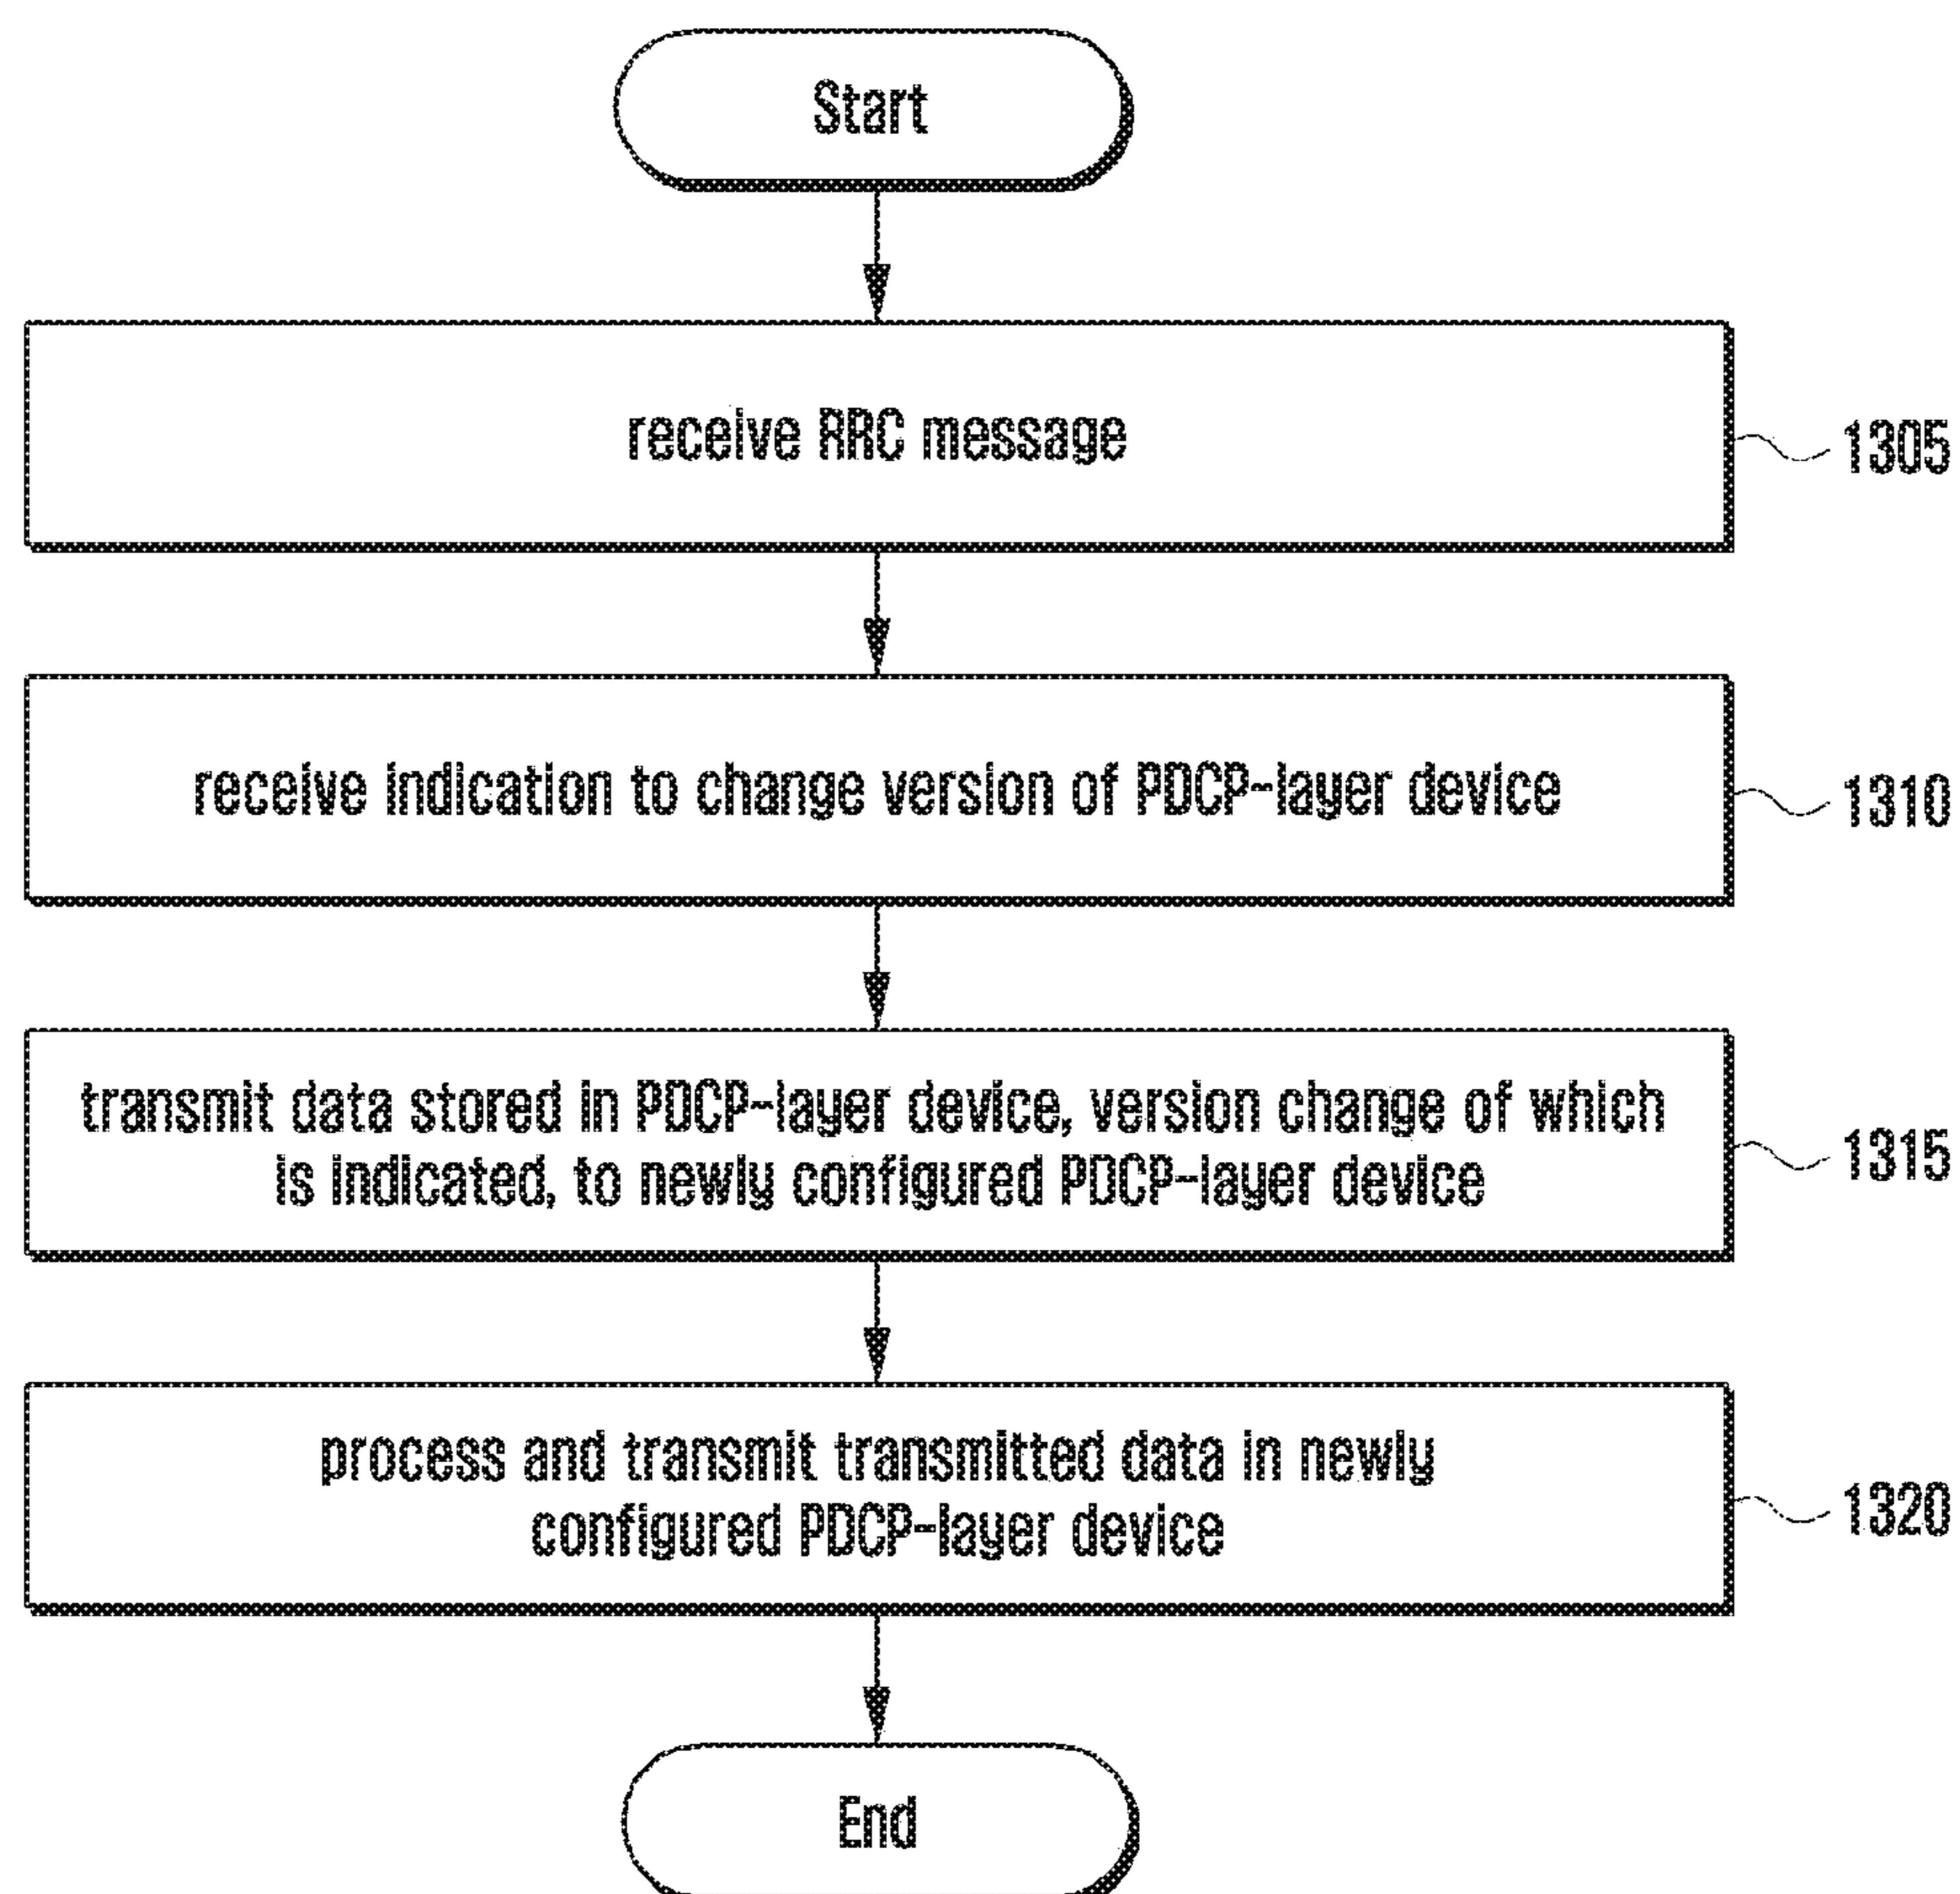 Start
receive RRC message
1305
receive indication to change version of PDCP-layer device
1310
transmit data stored in PDCP-layer device, version change of which
is indicated, to newly configured PDCP-layer device
1315
process and transmit transmitted data in newly
configured PDCP-layer device
1320
End